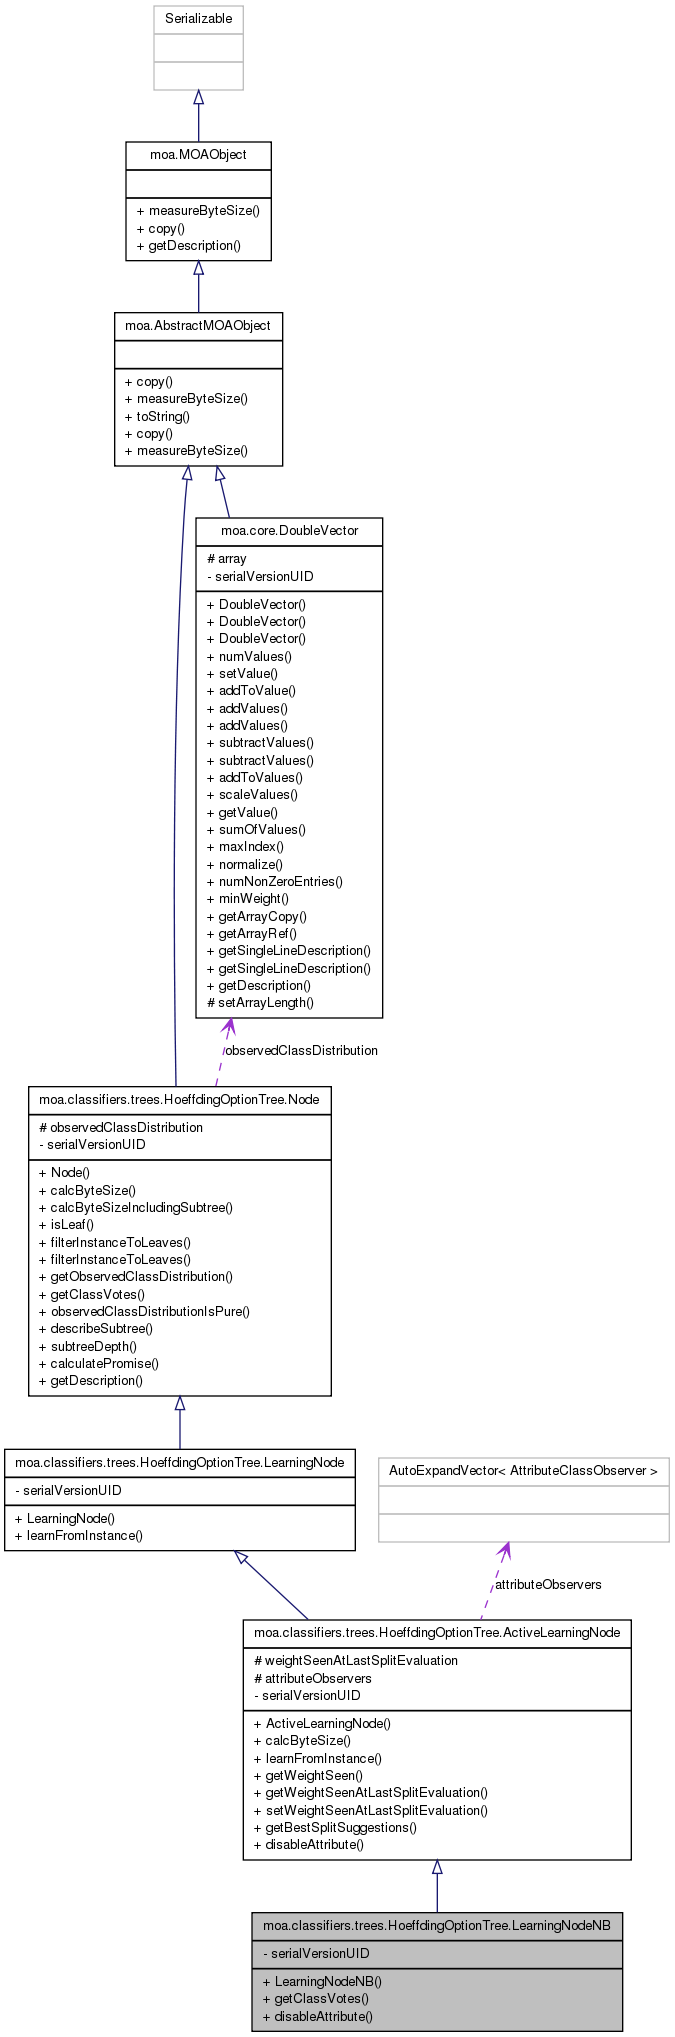 Serializable
moa.MOAObject
+ measureByteSize()
+ copy()
+ getDescription()
moa.AbstractMOAObject
+ copy()
+ measureByteSize()
+ toString()
+ copy()
+ measureByteSize()
moa.core.DoubleVector
# array
- serialVersionUID
+ DoubleVector()
+ DoubleVector()
+ DoubleVector()
+ numValues()
+ setValue()
+ addToValue()
+ addValues()
+ addValues()
+ subtractValues()
+ subtractValues()
+ addToValues()
+ scaleValues()
+ getValue()
+ sumOfValues()
+ maxIndex()
+ normalize()
+ numNonZeroEntries()
+ minWeight()
+ getArrayCopy()
+ getArrayRef()
+ getSingleLineDescription()
+ getSingleLineDescription()
+ getDescription()
# setArrayLength()
observedClassDistribution
moa.classifiers.trees.HoeffdingOptionTree.Node
# observedClassDistribution
- serialVersionUID
+ Node()
+ calcByteSize()
+ calcByteSizeIncludingSubtree()
+ isLeaf()
+ filterInstanceToLeaves()
+ filterInstanceToLeaves()
+ getObservedClassDistribution()
+ getClassVotes()
+ observedClassDistributionIsPure()
+ describeSubtree()
+ subtreeDepth()
+ calculatePromise()
+ getDescription()
moa.classifiers.trees.HoeffdingOptionTree.LearningNode
- serialVersionUID
+ LearningNode()
+ learnFromInstance()
AutoExpandVector< AttributeClassObserver >
attributeObservers
moa.classifiers.trees.HoeffdingOptionTree.ActiveLearningNode
# weightSeenAtLastSplitEvaluation
# attributeObservers
- serialVersionUID
+ ActiveLearningNode()
+ calcByteSize()
+ learnFromInstance()
+ getWeightSeen()
+ getWeightSeenAtLastSplitEvaluation()
+ setWeightSeenAtLastSplitEvaluation()
+ getBestSplitSuggestions()
+ disableAttribute()
moa.classifiers.trees.HoeffdingOptionTree.LearningNodeNB
- serialVersionUID
+ LearningNodeNB()
+ getClassVotes()
+ disableAttribute()